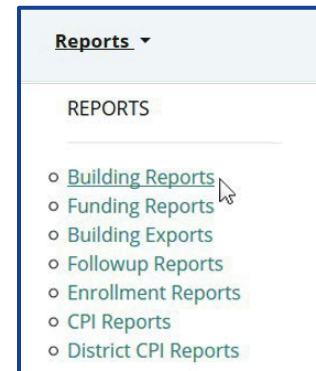 Reports
REPORTS
Building Reports
Funding Reports
Building Exports
Followup Reports
Enrollment Reports
CPI Reports
District CPI Reports